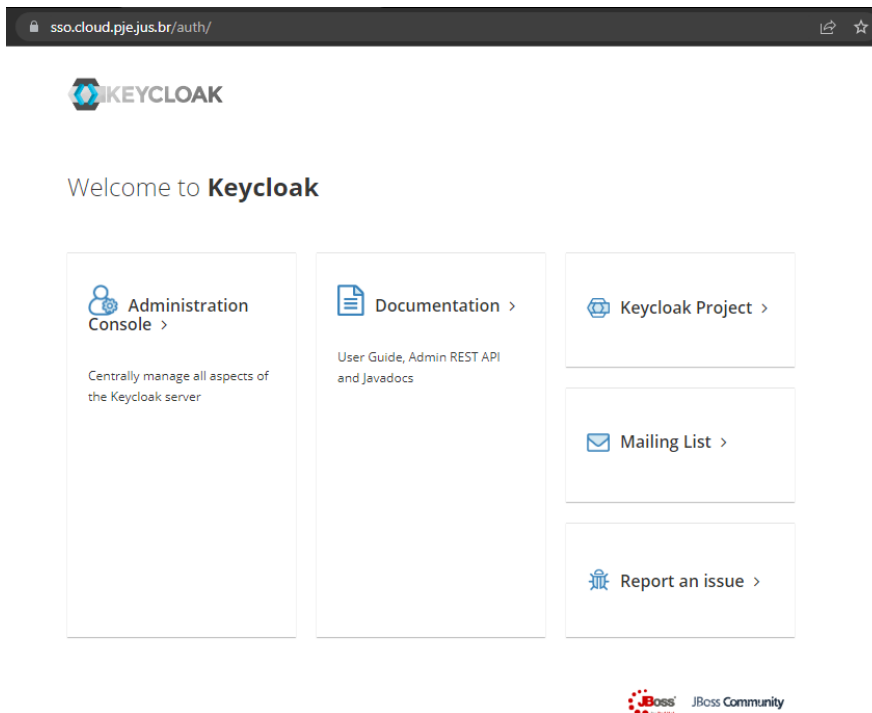 sso.cloud.pje.jus.br/auth/
KEYCLOAK
Welcome to Keycloak
Administration
Console >
Centrally manage all aspects of
the Keycloak server
Documentation >
User Guide, Admin REST API
and Javadocs
Keycloak Project >
Mailing List >
Report an issue >
JBoss JBoss Community